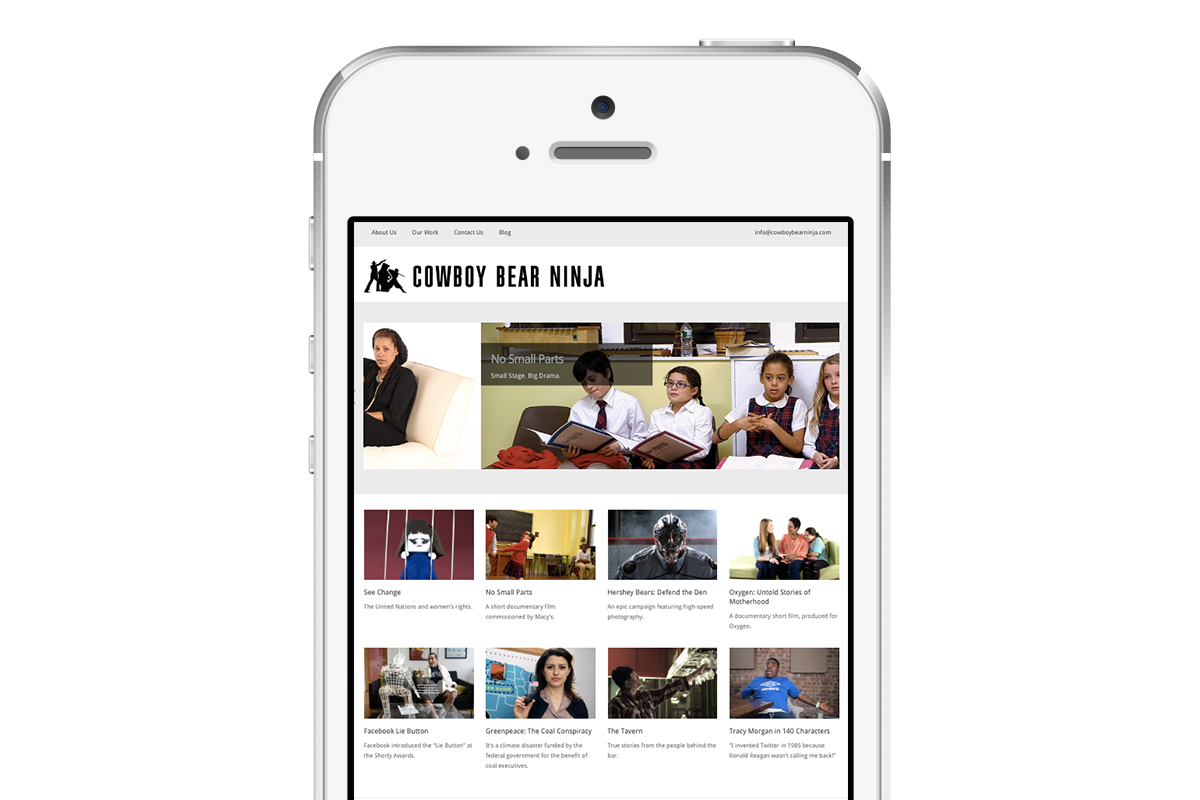 About Us Our Work Contact Us Blog info@cowboybearninja.com
COWBOY BEAR NINJA
No Small Parts
Small Stage. Big Drama.
See Change
The United Nations and women's rights.
No Small Parts
A short documentary film
commissioned by Macy's.
Hershey Bears: Defend the Den
An epic campaign featuring high-speed
photography.
Oxygen: Untold Stories of
Motherhood
A documentary short film, produced for
Oxygen.
Facebook Lie Button
Facebook introduced the "Lie Button" at
the Shorty Awards.
Greenpeace: The Coal Conspiracy
It's a climate disaster funded by the
federal government for the benefit of
coal executives.
The Tavern
True stories from the people behind the
bar.
Tracy Morgan in 140 Characters
"I invented Twitter in 1985 because
Ronald Reagan wasn't calling me back!"